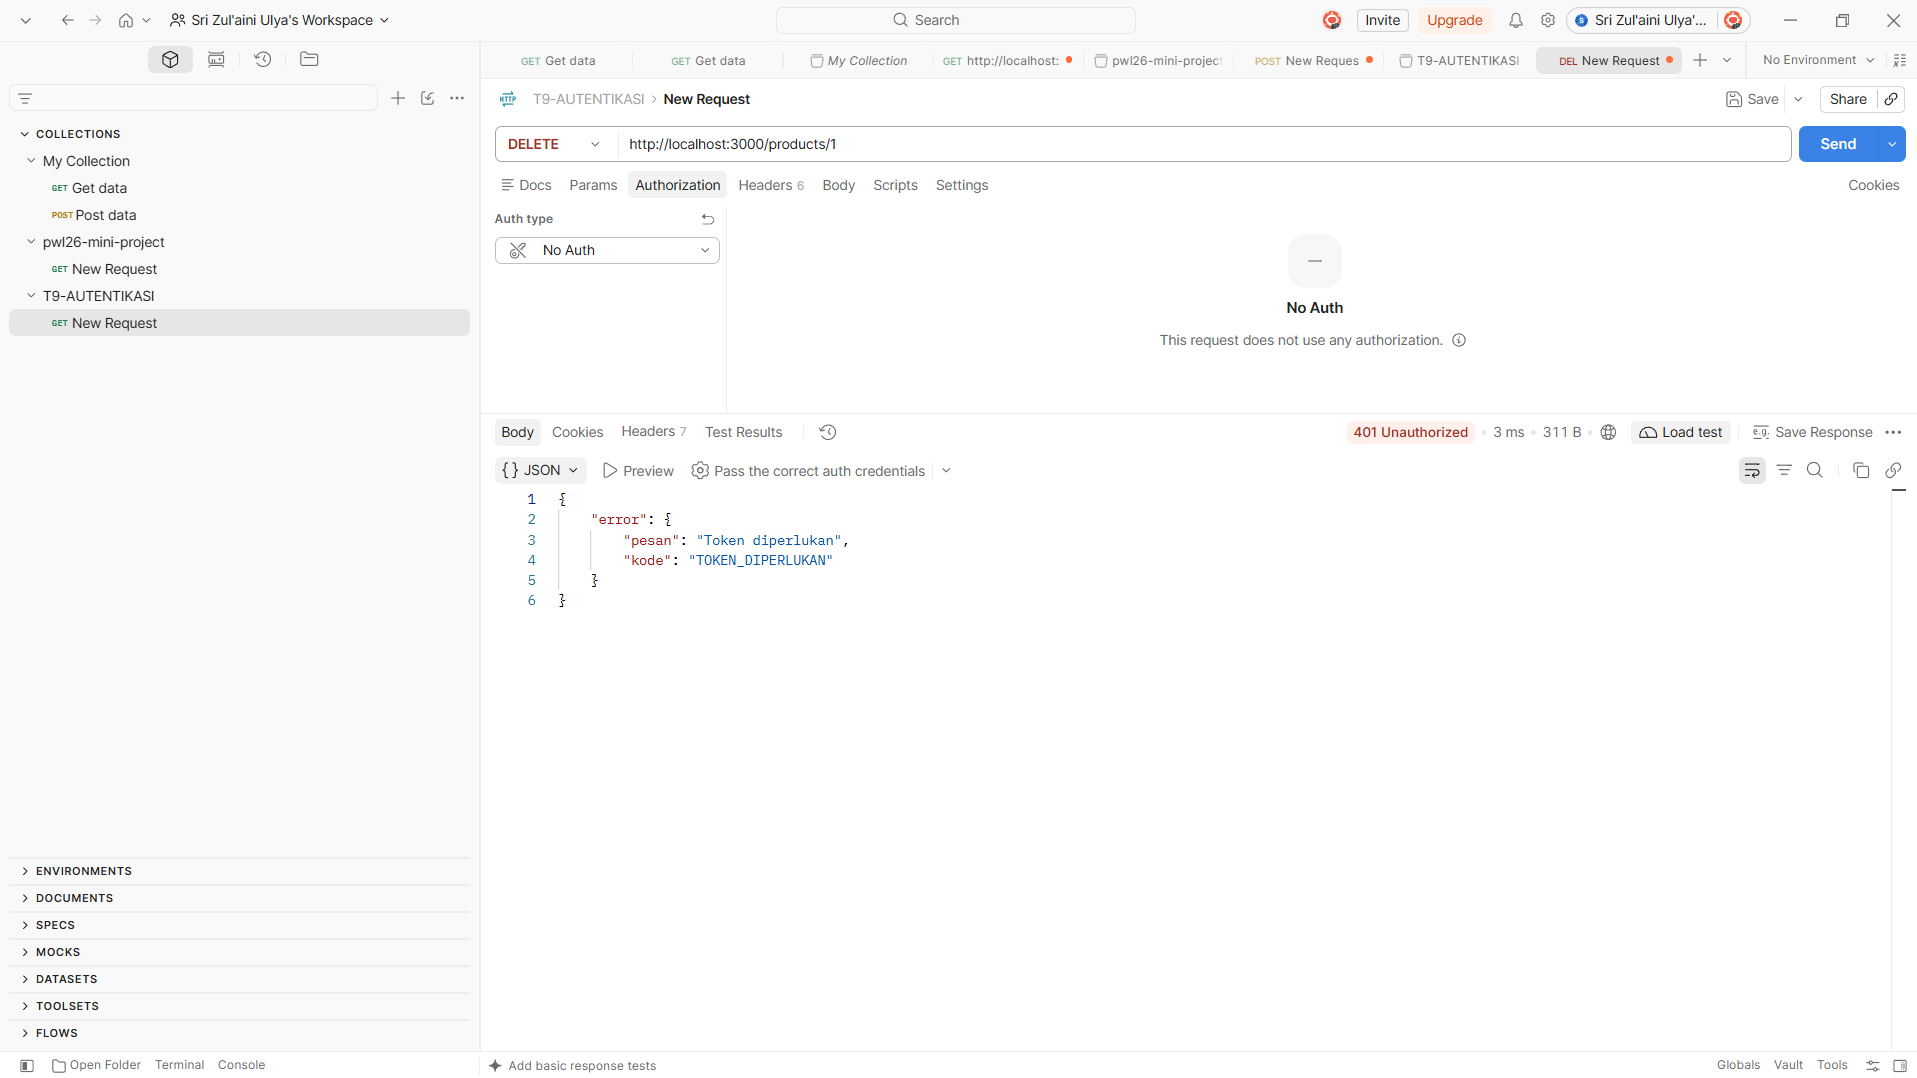 Sri Zul'aini Ulya's Workspace
Search
Invite
Upgrade
Sri Zul'aini Ulya'...
GET Get data
GET Get data
My Collection
GET http://localhost:
pwl26-mini-project
POST New Reques
T9-AUTENTIKASI
DEL New Request
No Environment
COLLECTIONS
My Collection
GET Get data
POST Post data
pwl26-mini-project
GET New Request
T9-AUTENTIKASI
GET New Request
ENVIRONMENTS
DOCUMENTS
SPECS
MOCKS
DATASETS
TOOLSETS
FLOWS
HTTP T9-AUTENTIKASI > New Request
Save
Share
DELETE http://localhost:3000/products/1
Send
Docs Params Authorization Headers 6 Body Scripts Settings
Cookies
Auth type
No Auth
No Auth
This request does not use any authorization.
Body Cookies Headers 7 Test Results
401 Unauthorized • 3 ms • 311 B •
Load test
e.g. Save Response
{} JSON
Preview
Pass the correct auth credentials
1 {
2 "error": {
3 "pesan": "Token diperlukan",
4 "kode": "TOKEN_DIPERLUKAN"
5 }
6 }
Open Folder Terminal Console
Add basic response tests
Globals Vault Tools